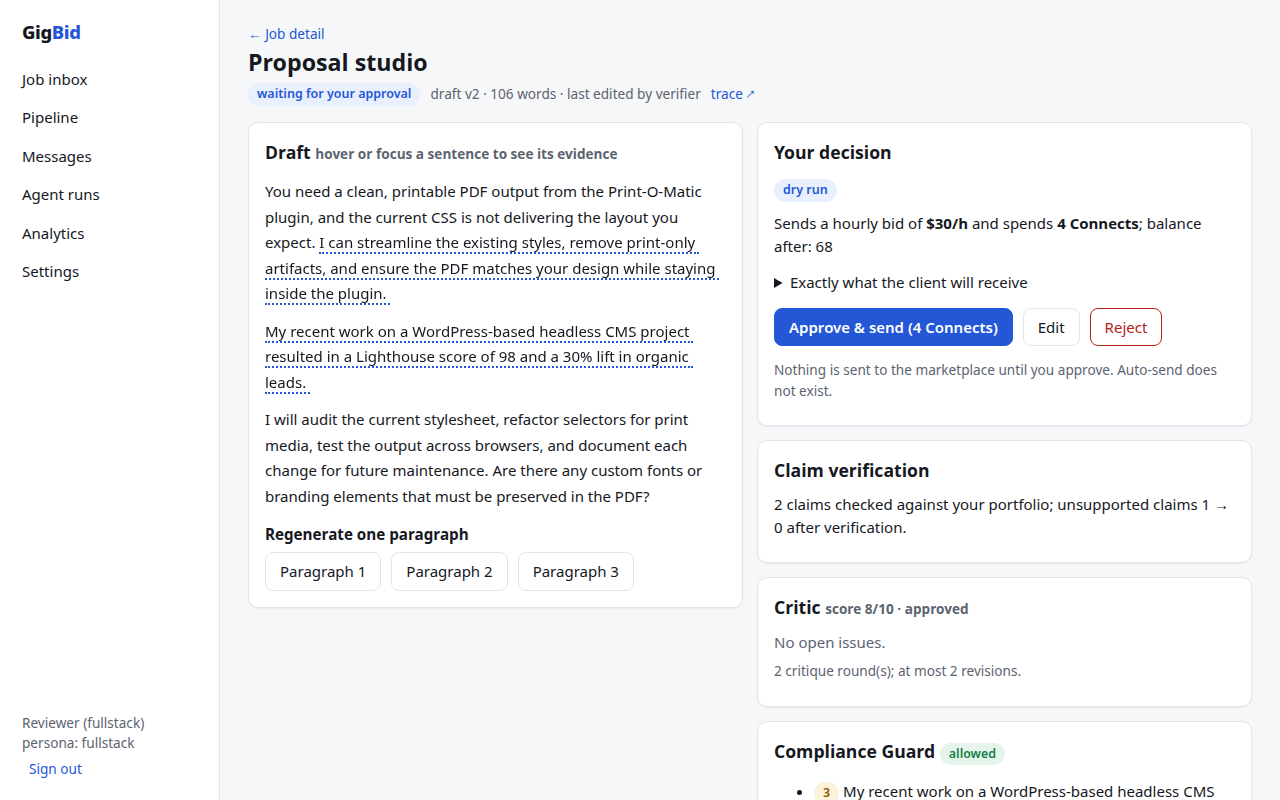 GigBid
Job inbox
Pipeline
Messages
Agent runs
Analytics
Settings
Reviewer (fullstack)
persona: fullstack
Sign out
← Job detail
Proposal studio
waiting for your approval draft v2 · 106 words · last edited by verifier trace ↗
Draft hover or focus a sentence to see its evidence
You need a clean, printable PDF output from the Print-O-Matic
plugin, and the current CSS is not delivering the layout you
expect. I can streamline the existing styles, remove print-only
artifacts, and ensure the PDF matches your design while staying
inside the plugin.
My recent work on a WordPress-based headless CMS project
resulted in a Lighthouse score of 98 and a 30% lift in organic
leads.
I will audit the current stylesheet, refactor selectors for print
media, test the output across browsers, and document each
change for future maintenance. Are there any custom fonts or
branding elements that must be preserved in the PDF?
Regenerate one paragraph
Paragraph 1 Paragraph 2 Paragraph 3
Your decision
dry run
Sends a hourly bid of $30/h and spends 4 Connects; balance
after: 68
▶ Exactly what the client will receive
Approve & send (4 Connects) Edit Reject
Nothing is sent to the marketplace until you approve. Auto-send does
not exist.
Claim verification
2 claims checked against your portfolio; unsupported claims 1 →
0 after verification.
Critic score 8/10 · approved
No open issues.
2 critique round(s); at most 2 revisions.
Compliance Guard allowed
• 3 My recent work on a WordPress-based headless CMS